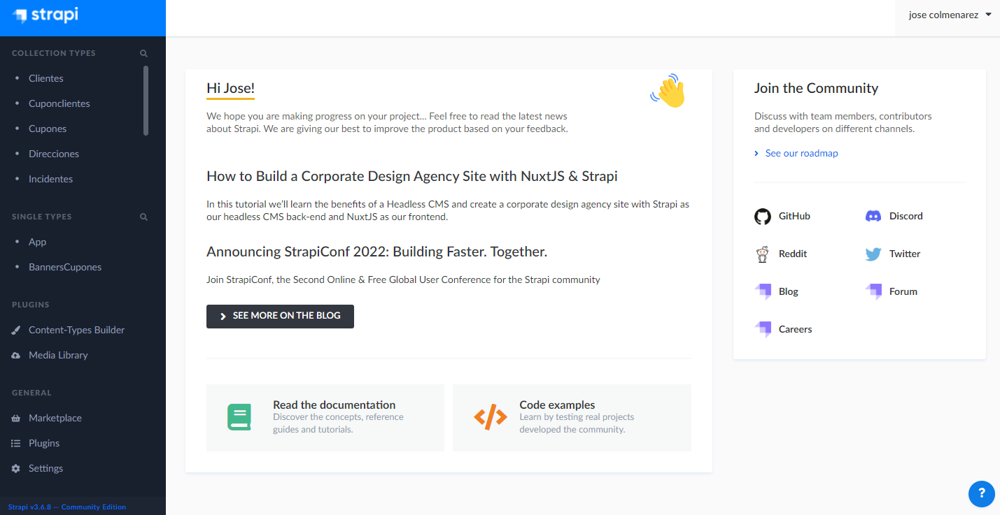 strapi
jose colmenarez
COLLECTION TYPES
Clientes
Cuponclientes
Cupones
Direcciones
Incidentes
SINGLE TYPES
App
BannersCupones
PLUGINS
Content-Types Builder
Media Library
GENERAL
Marketplace
Plugins
Settings
Strapi v3.6.8 — Community Edition
Hi Jose!
We hope you are making progress on your project... Feel free to read the latest news
about Strapi. We are giving our best to improve the product based on your feedback.
How to Build a Corporate Design Agency Site with NuxtJS & Strapi
In this tutorial we'll learn the benefits of a Headless CMS and create a corporate design agency site with Strapi as
our headless CMS back-end and NuxtJS as our frontend.
Announcing StrapiConf 2022: Building Faster. Together.
Join StrapiConf, the Second Online & Free Global User Conference for the Strapi community
SEE MORE ON THE BLOG
Read the documentation
Discover the concepts, reference
guides and tutorials.
Code examples
Learn by testing real projects
developed the community.
Join the Community
Discuss with team members, contributors
and developers on different channels.
See our roadmap
GitHub
Discord
Reddit
Twitter
Blog
Forum
Careers
?